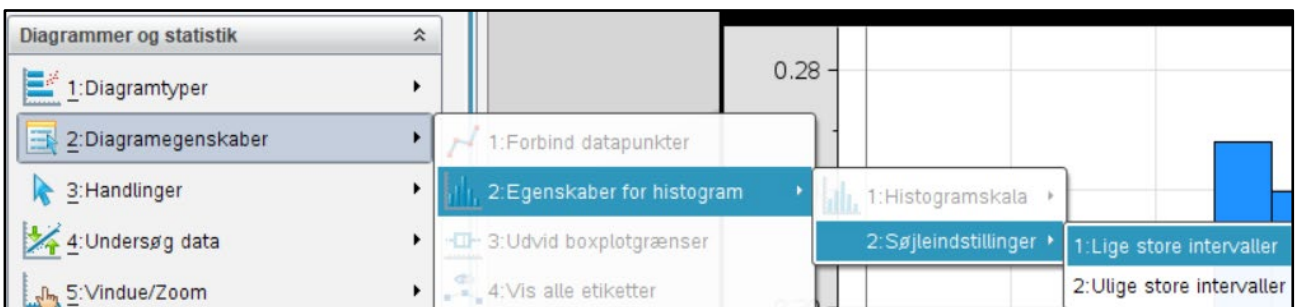 Diagrammer og statistik
1:Diagramtyper
2:Diagramegenskaber
3:Handlinger
4:Undersøg data
5:Vindue/Zoom
1:Forbind datapunkter
2:Egenskaber for histogram
3:Udvid boxplotgrænser
4:Vis alle etiketter
1:Histogramskala
2:Søjleindstillinger
1:Lige store intervaller
2:Ulige store intervaller
0.28